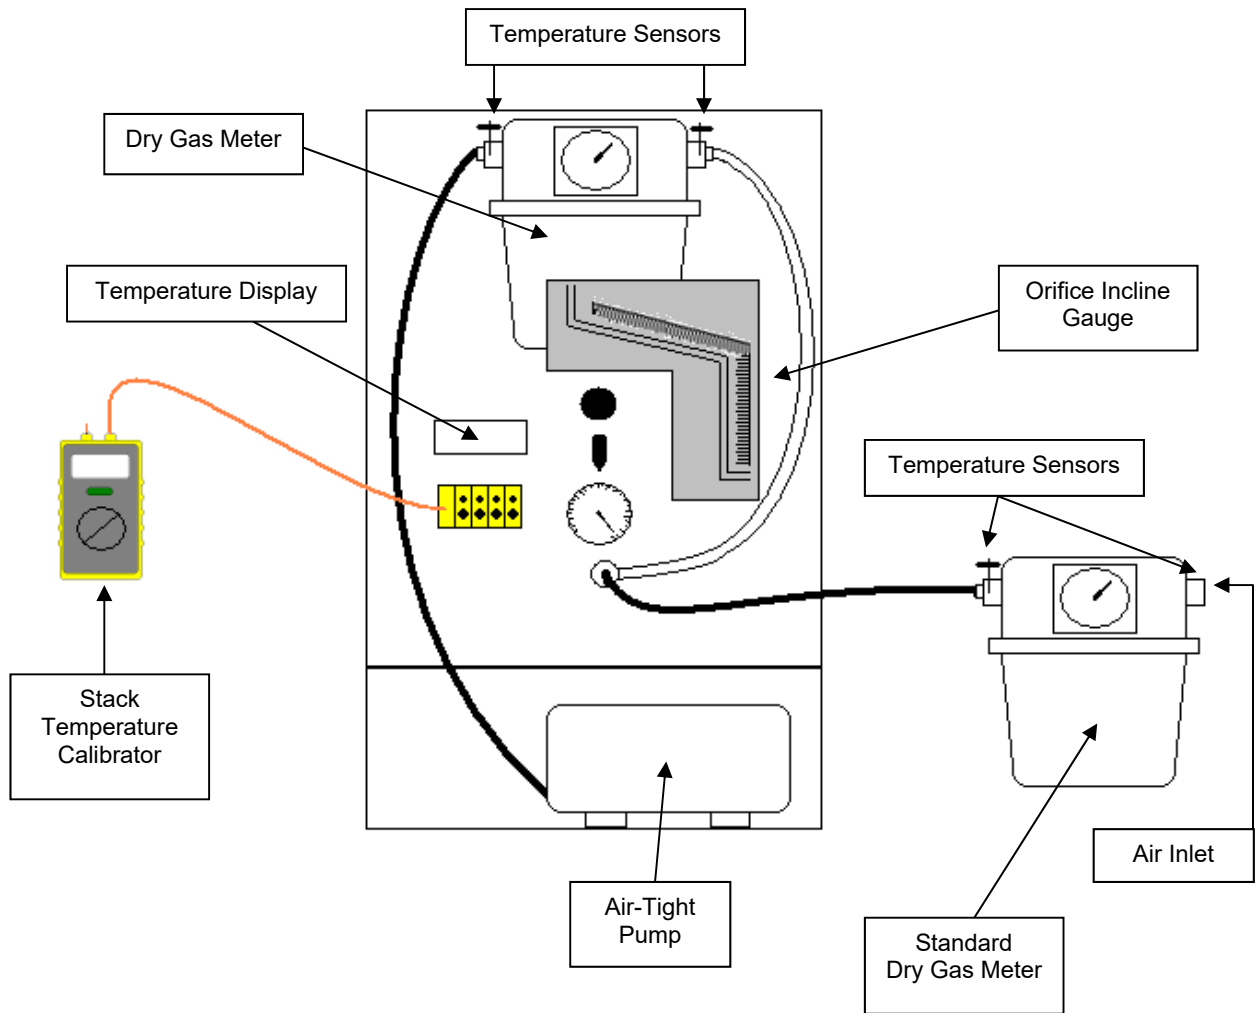 Temperature Sensors
Dry Gas Meter
Temperature Display
Orifice Incline
Gauge
Temperature Sensors
Stack
Temperature
Calibrator
Air Inlet
Air-Tight
Pump
Standard
Dry Gas Meter